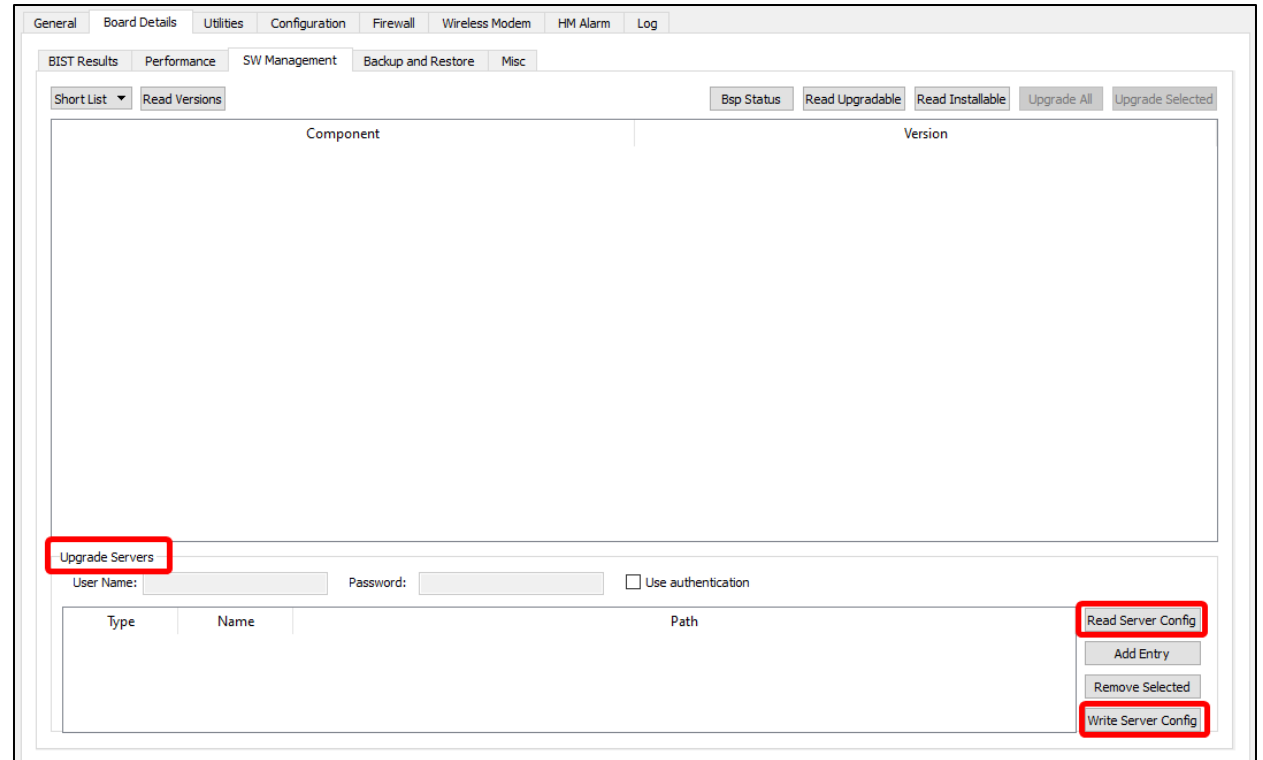 General Board Details Utilities Configuration Firewall Wireless Modem HM Alarm Log
BIST Results Performance SW Management Backup and Restore Misc
Short List Read Versions Bsp Status Read Upgradable Read Installable Upgrade All Upgrade Selected
Component Version
Upgrade Servers
User Name: Password: Use authentication
Type Name Path Read Server Config
Add Entry
Remove Selected
Write Server Config